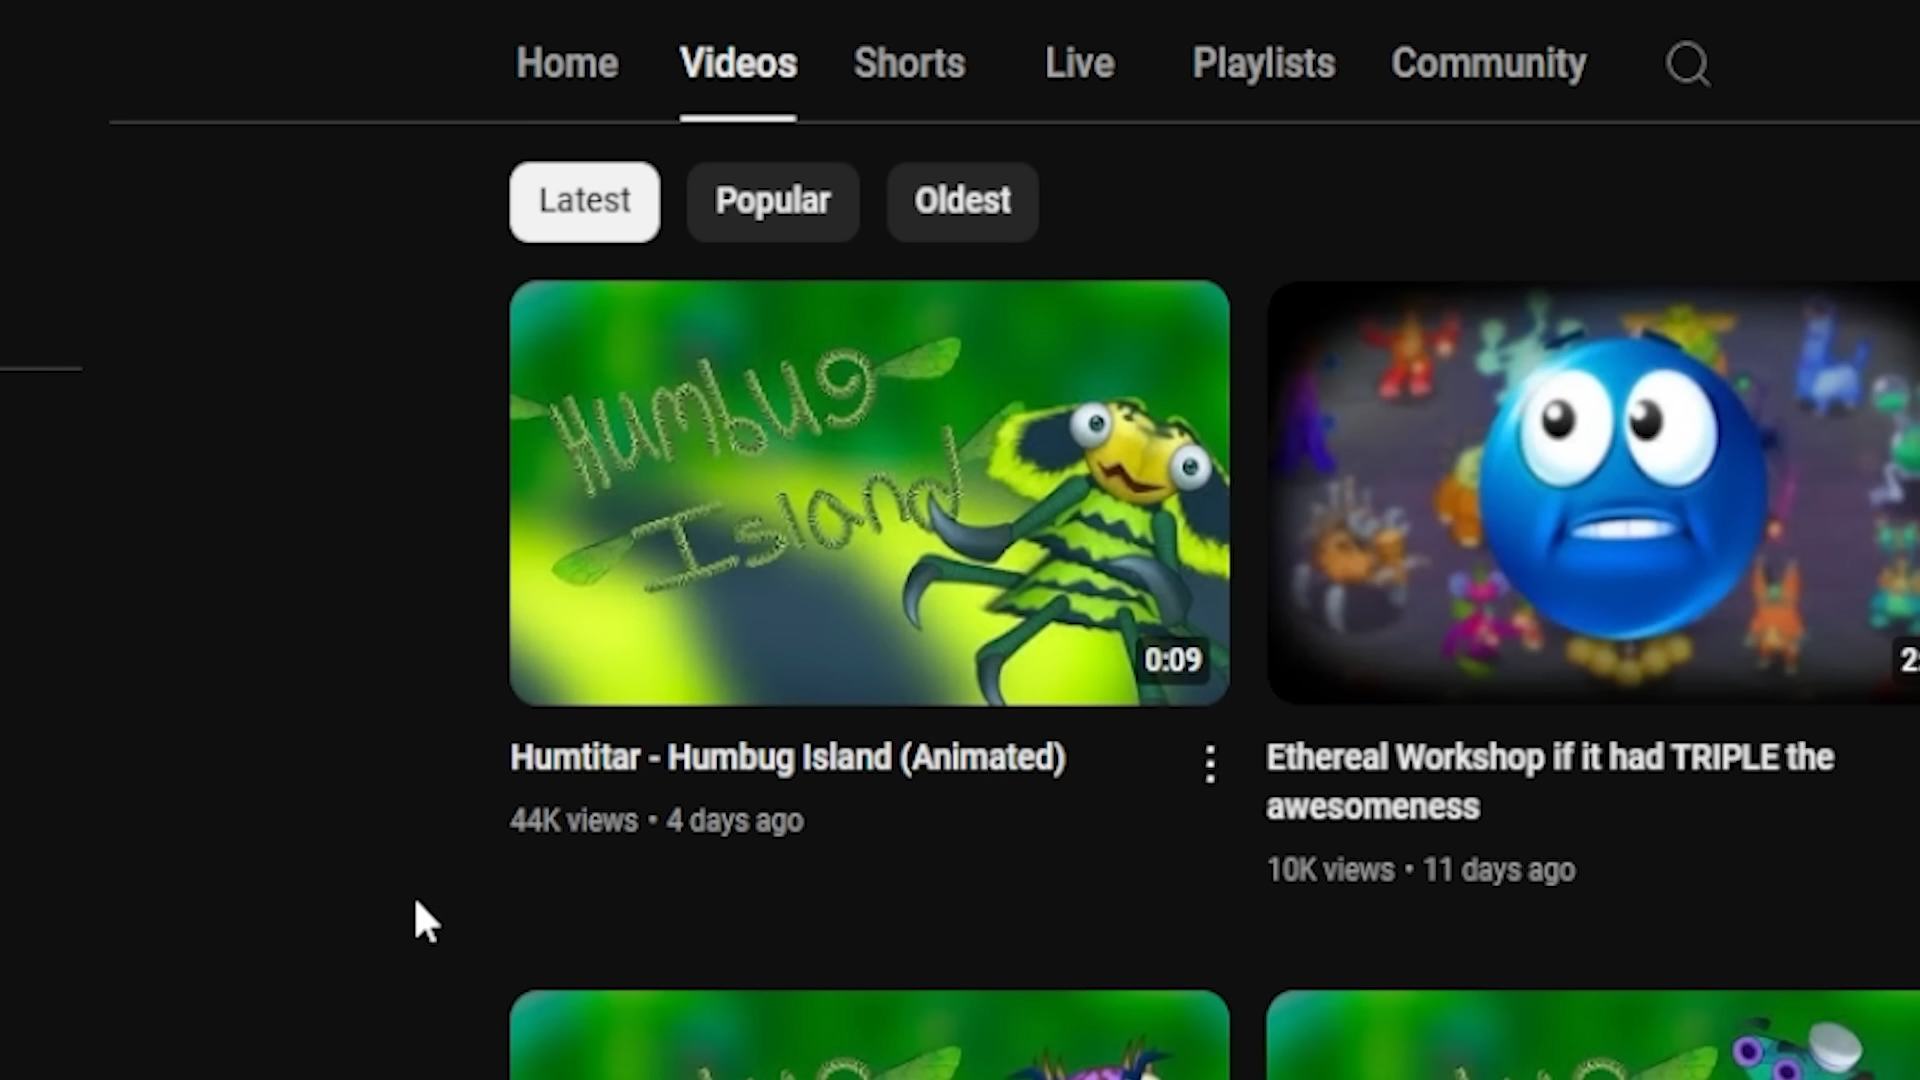 Home Videos Shorts Live Playlists Community
Latest Popular Oldest
Humbug
Island
0:09
Humtitar - Humbug Island (Animated)
44K views • 4 days ago
Ethereal Workshop if it had TRIPLE the
awesomeness
10K views • 11 days ago